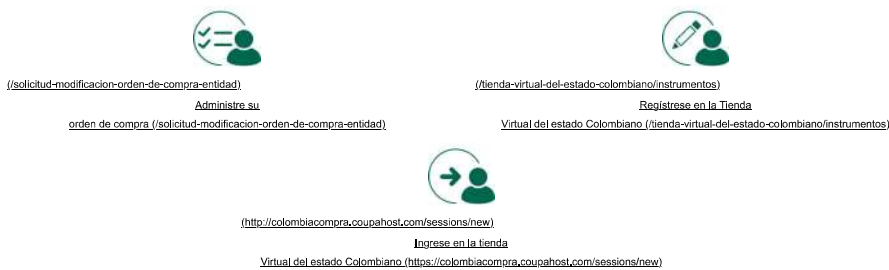 (/solicitud-modificacion-orden-de-compra-entidad)
Administre su
orden de compra (/solicitud-modificacion-orden-de-compra-entidad)
(/tienda-virtual-del-estado-colombiano/instrumentos)
Regístrese en la Tienda
Virtual del estado Colombiano (/tienda-virtual-del-estado-colombiano/instrumentos)
(http://colombiacompra.coupahost.com/sessions/new)
Ingrese en la tienda
Virtual del estado Colombiano (https://colombiacompra.coupahost.com/sessions/new)